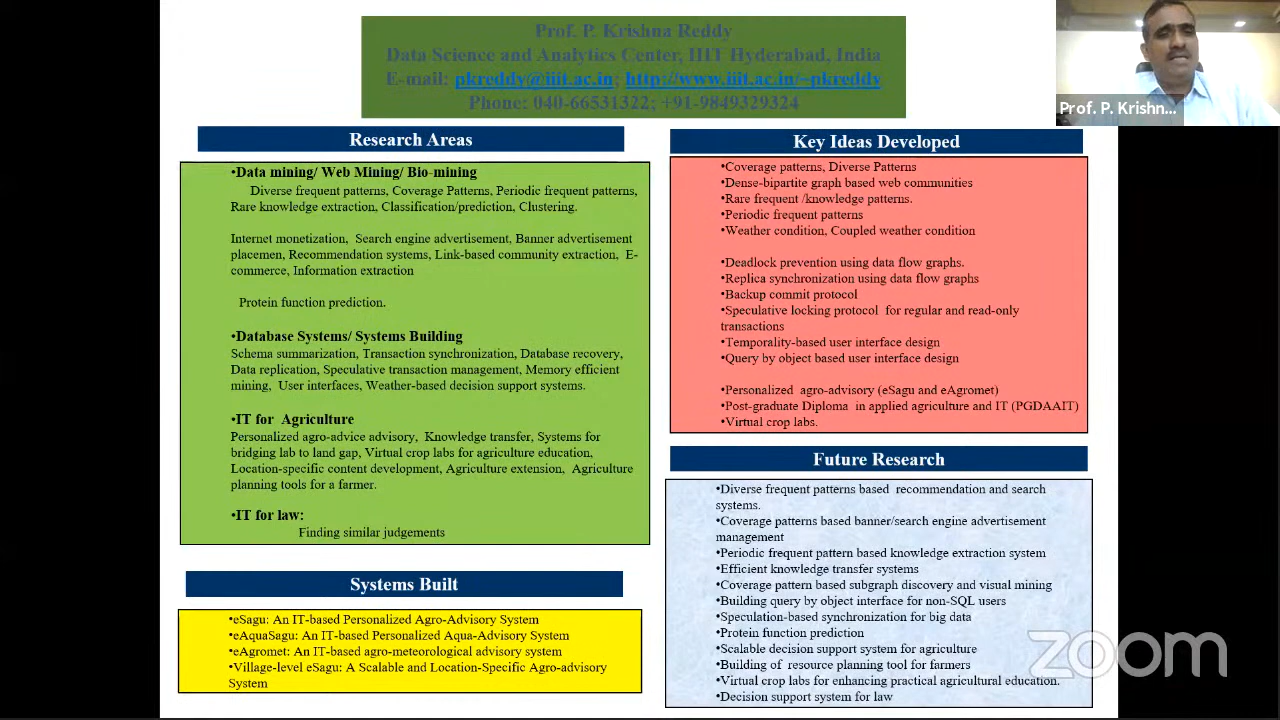 Prof. P. Krishna Reddy
Data Science and Analytics Center, IIIT Hyderabad, India
E-mail: pkreddy@iiit.ac.in; http://www.iiit.ac.in/~pkreddy
Phone: 040-66531322; +91-9849329324
Prof. P. Krishn...
Research Areas
•Data mining/ Web Mining/ Bio-mining
Diverse frequent patterns, Coverage Patterns, Periodic frequent patterns,
Rare knowledge extraction, Classification/prediction, Clustering.
Internet monetization, Search engine advertisement, Banner advertisement
placemen, Recommendation systems, Link-based community extraction, E-
commerce, Information extraction
Protein function prediction.
•Database Systems/ Systems Building
Schema summarization, Transaction synchronization, Database recovery,
Data replication, Speculative transaction management, Memory efficient
mining, User interfaces, Weather-based decision support systems.
•IT for Agriculture
Personalized agro-advice advisory, Knowledge transfer, Systems for
bridging lab to land gap, Virtual crop labs for agriculture education,
Location-specific content development, Agriculture extension, Agriculture
planning tools for a farmer.
•IT for law:
Finding similar judgements
Systems Built
•eSagu: An IT-based Personalized Agro-Advisory System
•eAquaSagu: An IT-based Personalized Aqua-Advisory System
•eAgromet: An IT-based agro-meteorological advisory system
•Village-level eSagu: A Scalable and Location-Specific Agro-advisory
System
Key Ideas Developed
•Coverage patterns, Diverse Patterns
•Dense-bipartite graph based web communities
•Rare frequent /knowledge patterns.
•Periodic frequent patterns
•Weather condition, Coupled weather condition
•Deadlock prevention using data flow graphs.
•Replica synchronization using data flow graphs
•Backup commit protocol
•Speculative locking protocol for regular and read-only
transactions
•Temporality-based user interface design
•Query by object based user interface design
•Personalized agro-advisory (eSagu and eAgromet)
•Post-graduate Diploma in applied agriculture and IT (PGDAAIT)
•Virtual crop labs.
Future Research
•Diverse frequent patterns based recommendation and search
systems.
•Coverage patterns based banner/search engine advertisement
management
•Periodic frequent pattern based knowledge extraction system
•Efficient knowledge transfer systems
•Coverage pattern based subgraph discovery and visual mining
•Building query by object interface for non-SQL users
•Speculation-based synchronization for big data
•Protein function prediction
•Scalable decision support system for agriculture
•Building of resource planning tool for farmers
•Virtual crop labs for enhancing practical agricultural education.
•Decision support system for law
zoom